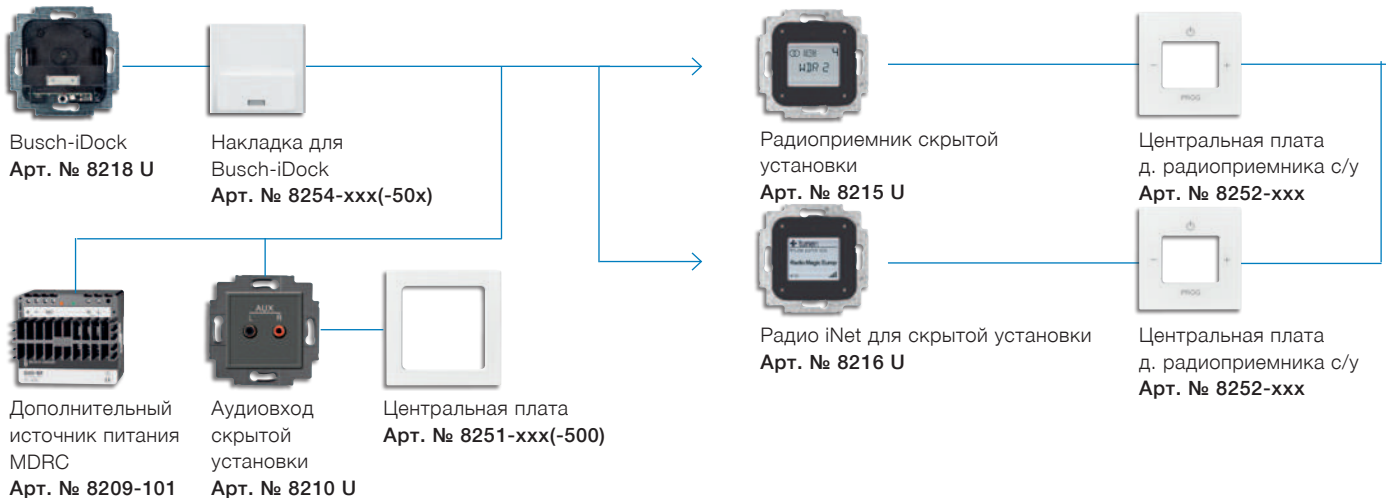 Busch-iDock
Арт. № 8218 U
Накладка для
Busch-iDock
Арт. № 8254-xxx(-50x)
WDR 2
Радиоприемник скрытой
установки
Арт. № 8215 U
PROG
Центральная плата
д. радиоприемника с/у
Арт. № 8252-xxx
Radio Magic Europ
Радио iNet для скрытой установки
Арт. № 8216 U
PROG
Центральная плата
д. радиоприемника с/у
Арт. № 8252-xxx
Дополнительный
источник питания
MDRC
Арт. № 8209-101
AUX
L R
Аудиовход
скрытой
установки
Арт. № 8210 U
Центральная плата
Арт. № 8251-xxx(-500)